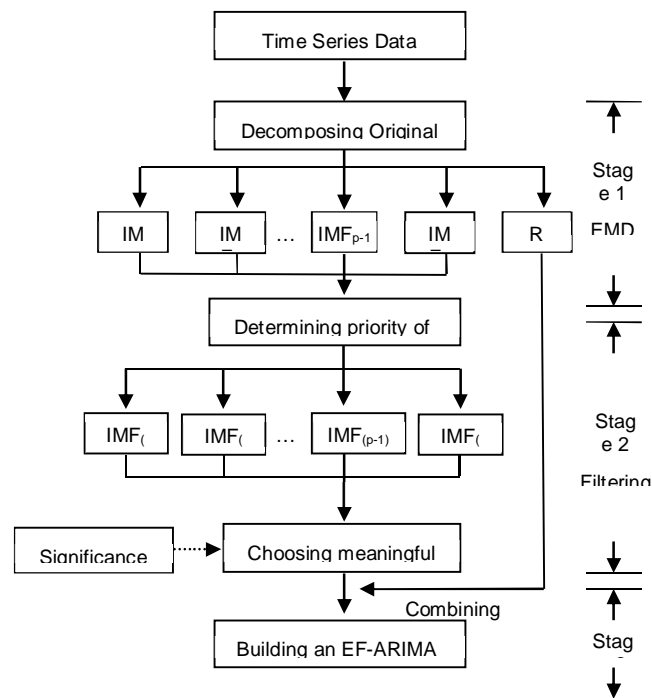 Time Series Data
Decomposing Original
Stag
e 1
EMD
IM
IM
...
IMFp-1
IM
R
Determining priority of
IMF(
IMF(
...
IMF(p-1)
IMF(
Stag
e 2
Filtering
Significance
Choosing meaningful
Combining
Building an EF-ARIMA
Stag